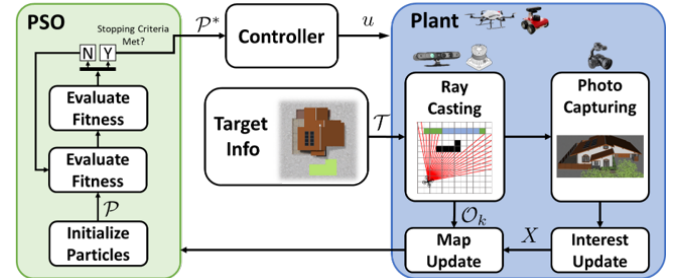 PSO
Stopping Criteria
Met?
N Y
Evaluate
Fitness
Evaluate
Fitness
𝒫
Initialize
Particles
𝒫*
Controller
u
Target
Info
𝒯
Plant
Ray
Casting
Photo
Capturing
𝒪ₖ
Map
Update
X
Interest
Update